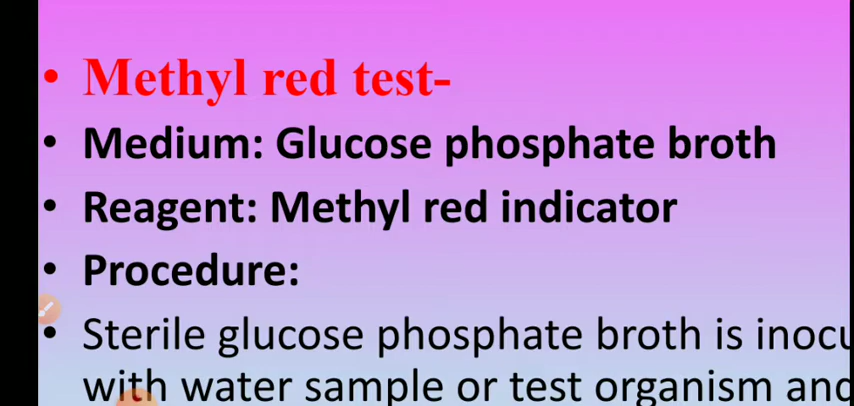 • Methyl red test-
• Medium: Glucose phosphate broth
• Reagent: Methyl red indicator
• Procedure:
• Sterile glucose phosphate broth is
with water sample or test organism and